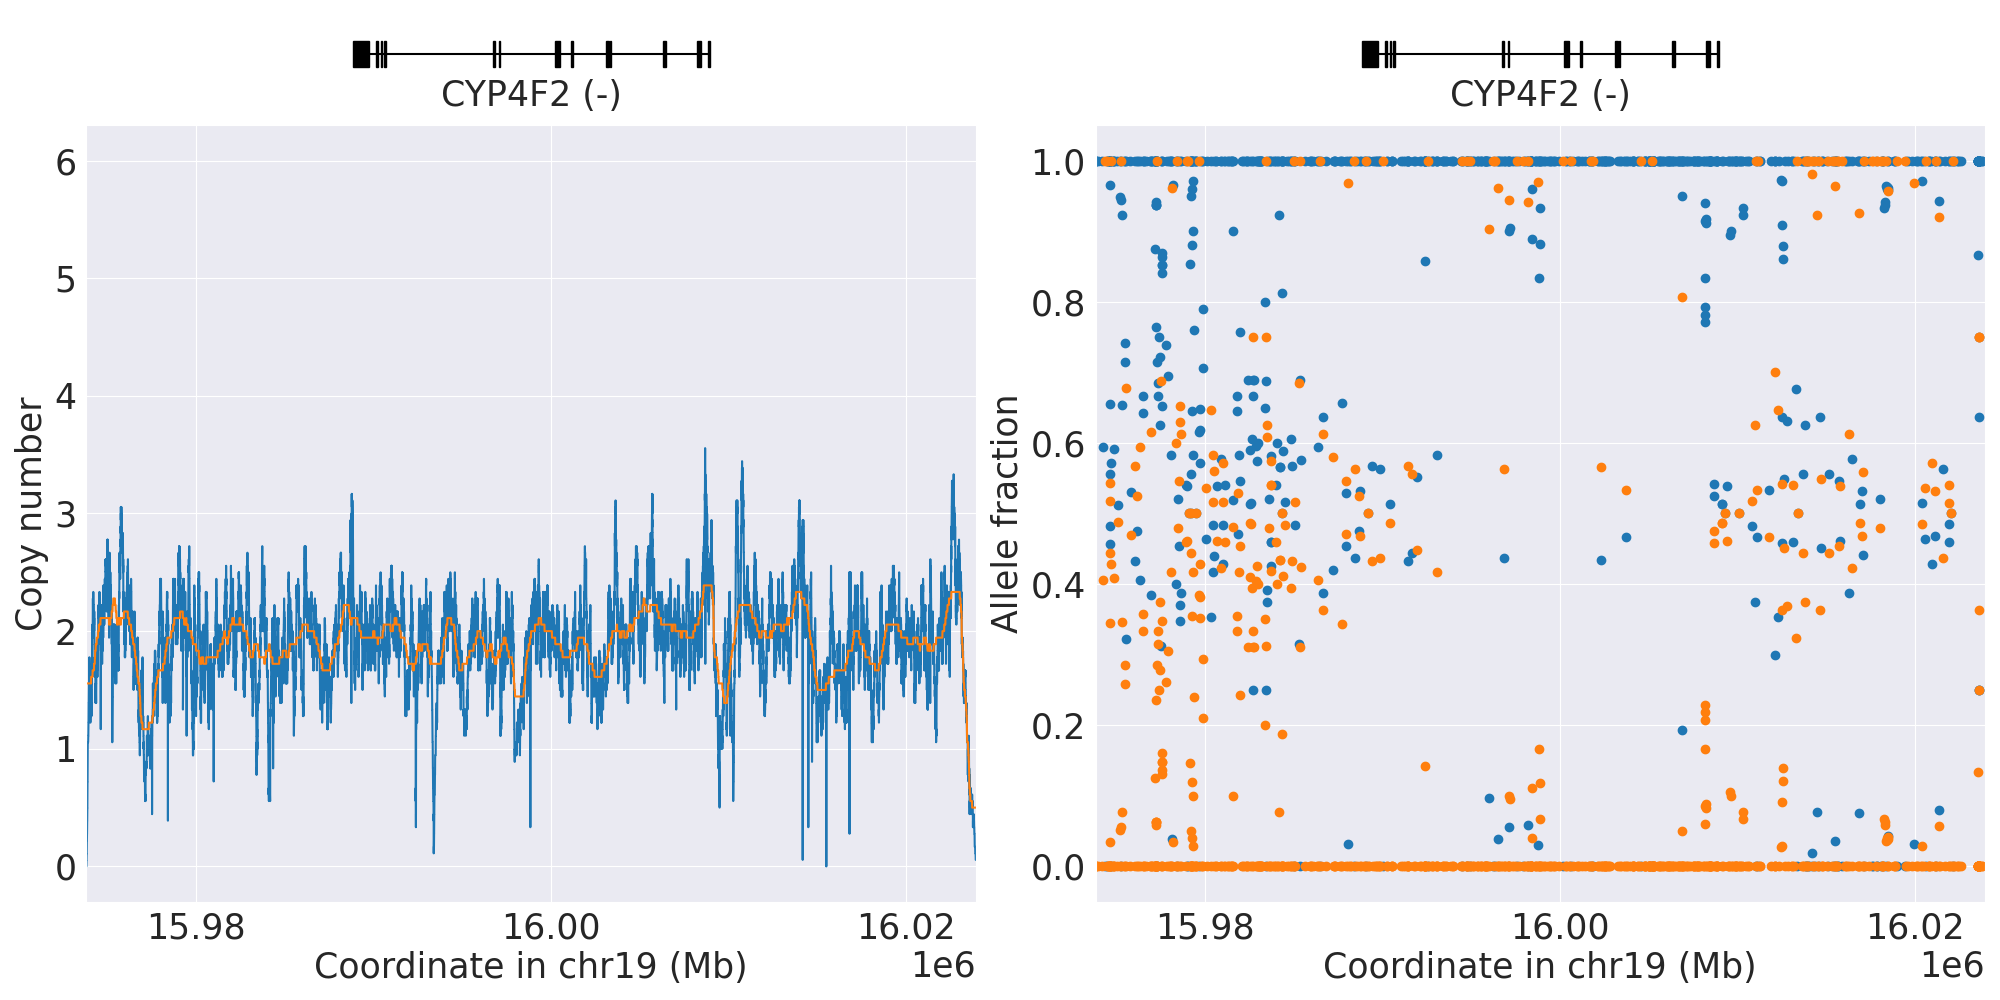 CYP4F2 (-)
6
5
4
3
2
1
0
Copy number
15.98
16.00
16.02
Coordinate in chr19 (Mb)
1e6
CYP4F2 (-)
1.0
0.8
0.6
0.4
0.2
0.0
Allele fraction
15.98
16.00
16.02
Coordinate in chr19 (Mb)
1e6